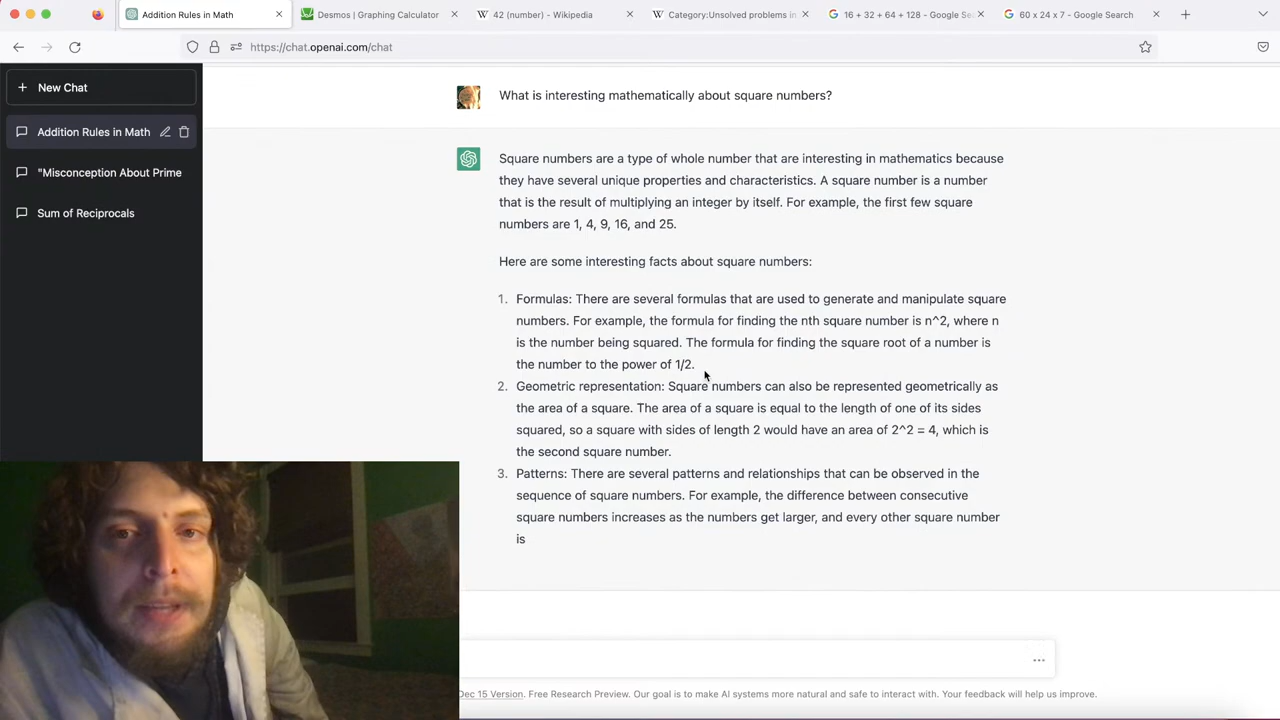 Addition Rules in Math
Desmos | Graphing Calculator
42 (number) - Wikipedia
Category:Unsolved problems in
16 + 32 + 64 + 128 - Google Se
60 x 24 x 7 - Google Search
https://chat.openai.com/chat
New Chat
Addition Rules in Math
"Misconception About Prime
Sum of Reciprocals
What is interesting mathematically about square numbers?
Square numbers are a type of whole number that are interesting in mathematics because
they have several unique properties and characteristics. A square number is a number
that is the result of multiplying an integer by itself. For example, the first few square
numbers are 1, 4, 9, 16, and 25.
Here are some interesting facts about square numbers:
1. Formulas: There are several formulas that are used to generate and manipulate square
numbers. For example, the formula for finding the nth square number is n^2, where n
is the number being squared. The formula for finding the square root of a number is
the number to the power of 1/2.
2. Geometric representation: Square numbers can also be represented geometrically as
the area of a square. The area of a square is equal to the length of one of its sides
squared, so a square with sides of length 2 would have an area of 2^2 = 4, which is
the second square number.
3. Patterns: There are several patterns and relationships that can be observed in the
sequence of square numbers. For example, the difference between consecutive
square numbers increases as the numbers get larger, and every other square number
is
Dec 15 Version. Free Research Preview. Our goal is to make AI systems more natural and safe to interact with. Your feedback will help us improve.